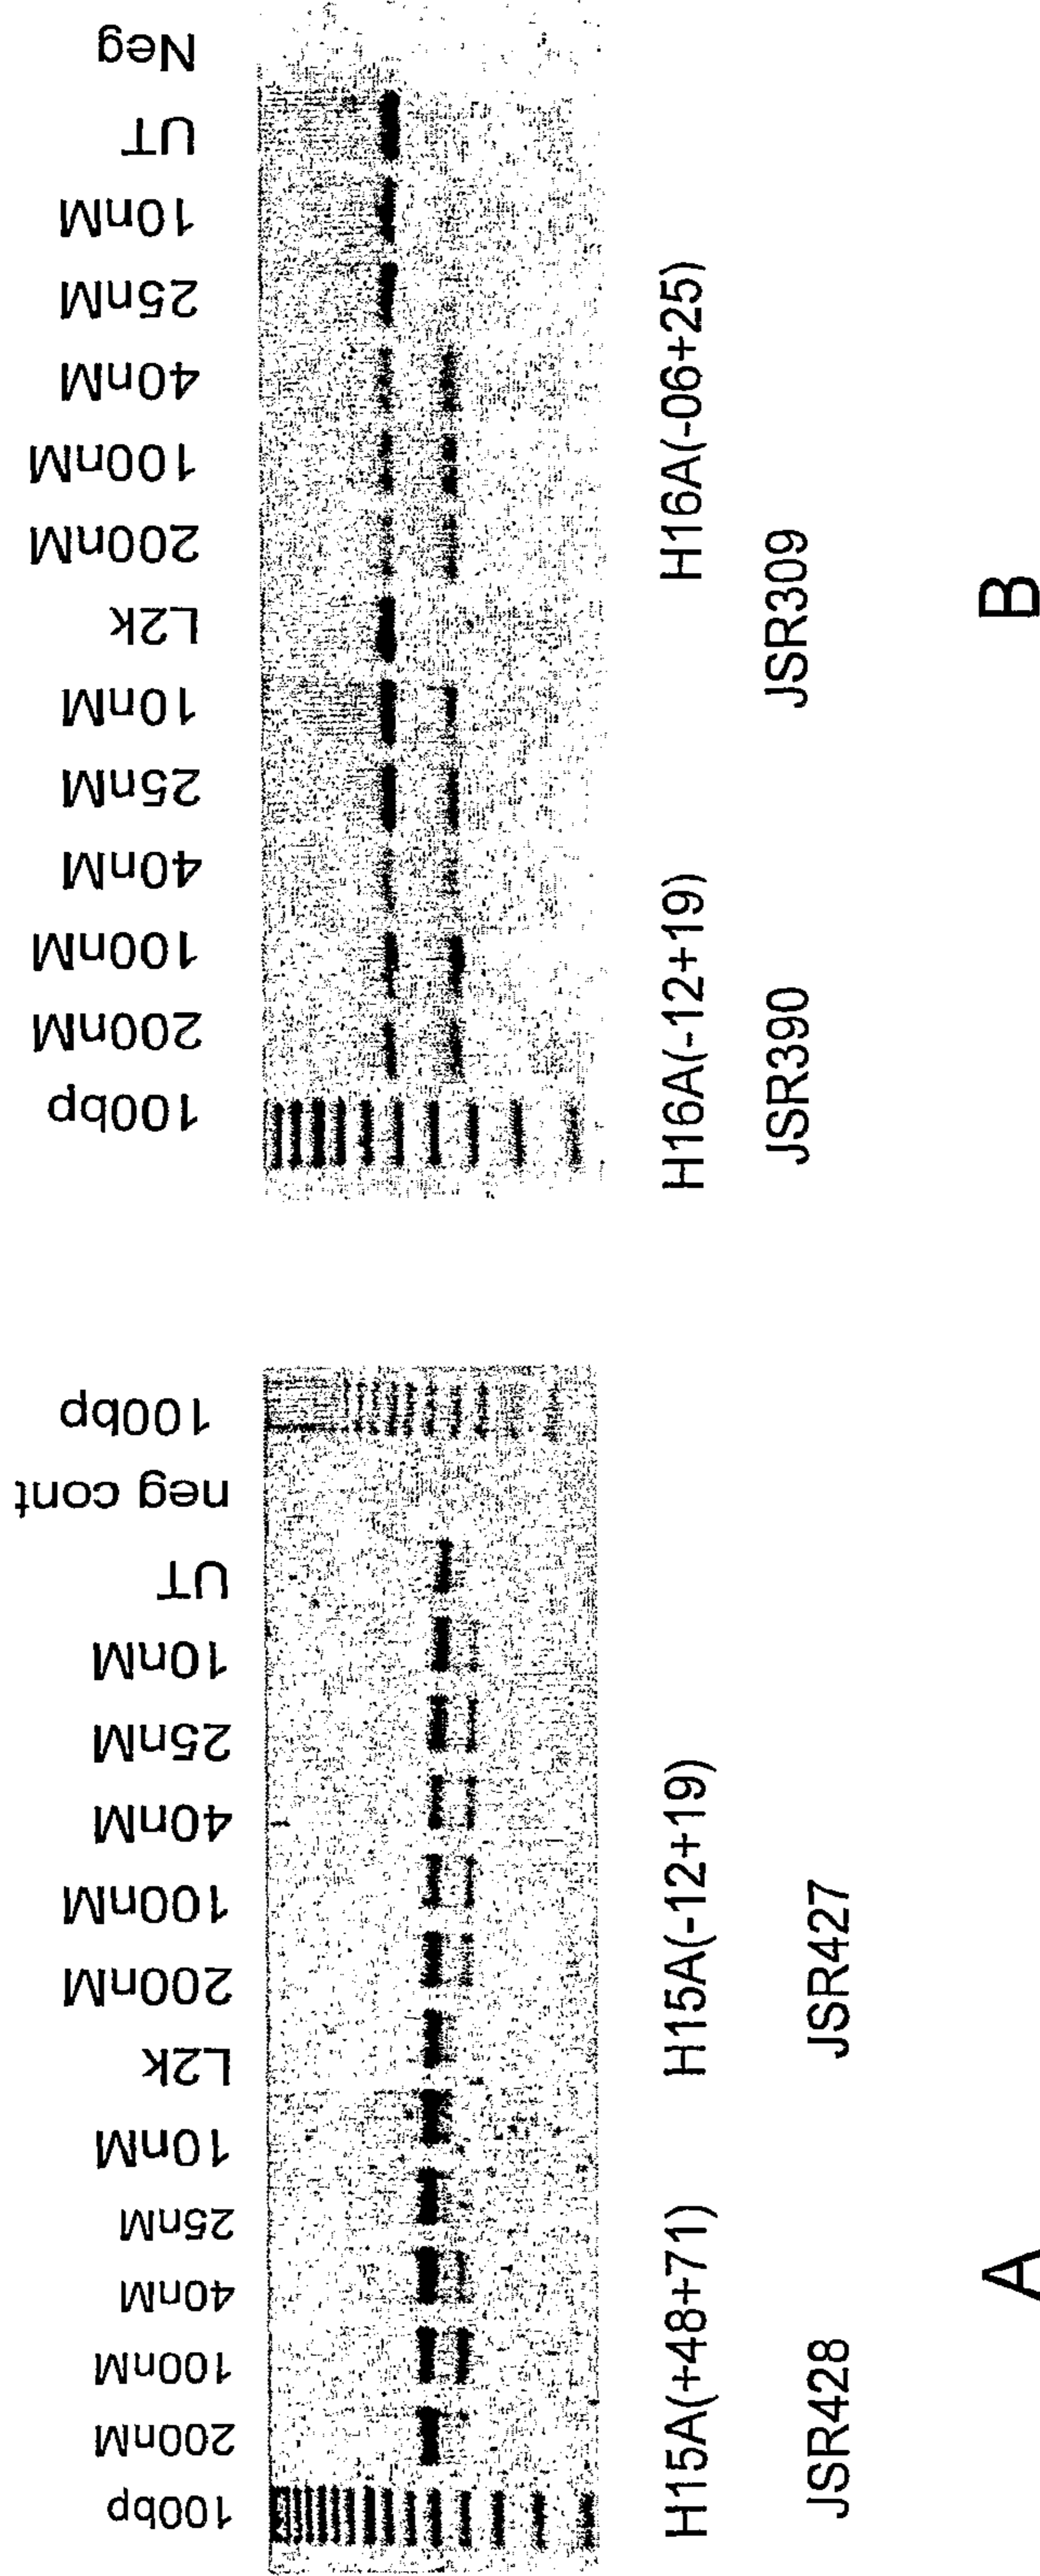 100bp
200nM
100nM
40nM
25nM
10nM
L2k
200nM
100nM
40nM
25nM
10nM
UT
neg cont
100bp
H15A(+48+71)
H15A(-12+19)
JSR428
JSR427
A
100bp
200nM
100nM
40nM
25nM
10nM
L2k
200nM
100nM
40nM
25nM
10nM
UT
Neg
H16A(-12+19)
H16A(-06+25)
JSR390
JSR309
B